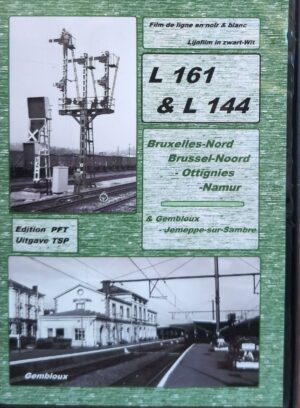 Film de ligne en noir & blanc
Lijnfilm in zwart-Wit
L 161
& L 144
Bruxelles-Nord
Brussel-Noord
- Ottignies
-Namur
& Gembloux
- Jemeppe-sur-Sambre
Edition PFT
Uitgave TSP
Gembloux